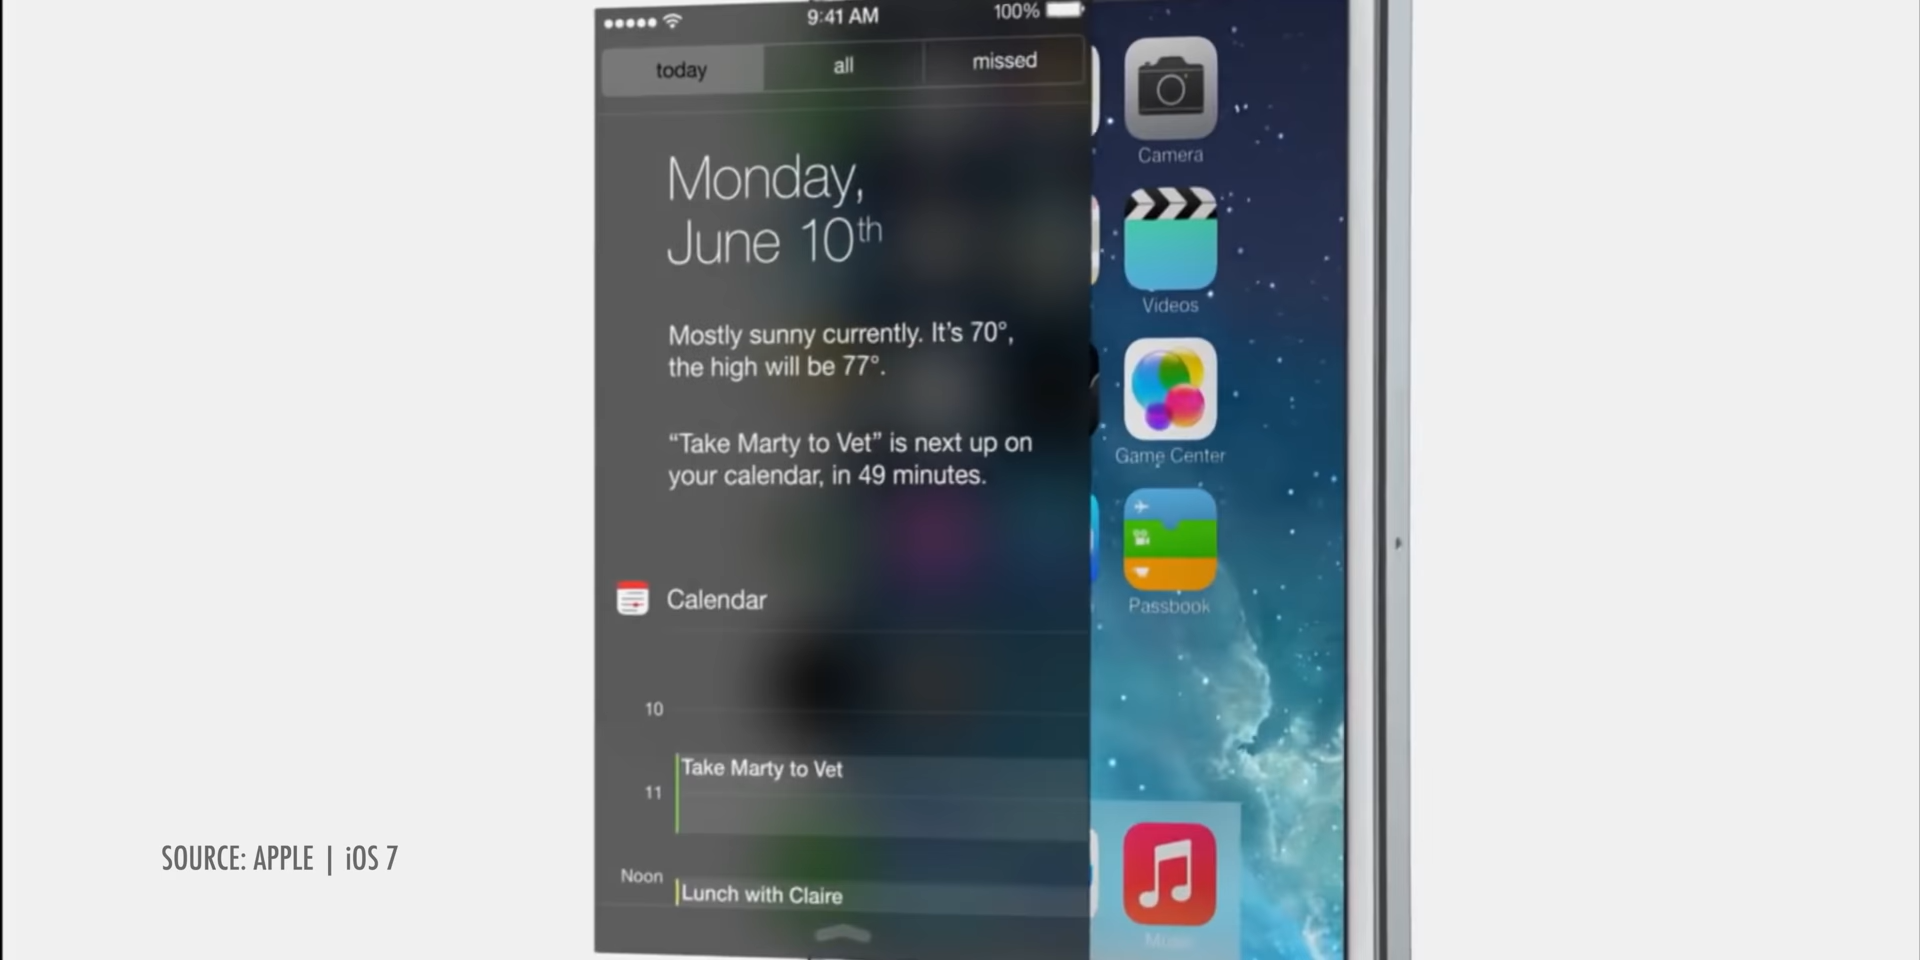 9:41 AM
100%
today
all
missed
Monday,
June 10th
Mostly sunny currently. It's 70°,
the high will be 77°.
“Take Marty to Vet” is next up on
your calendar, in 49 minutes.
Calendar
10
Take Marty to Vet
11
Noon
Lunch with Claire
Camera
Videos
Game Center
Passbook
Music
SOURCE: APPLE | iOS 7